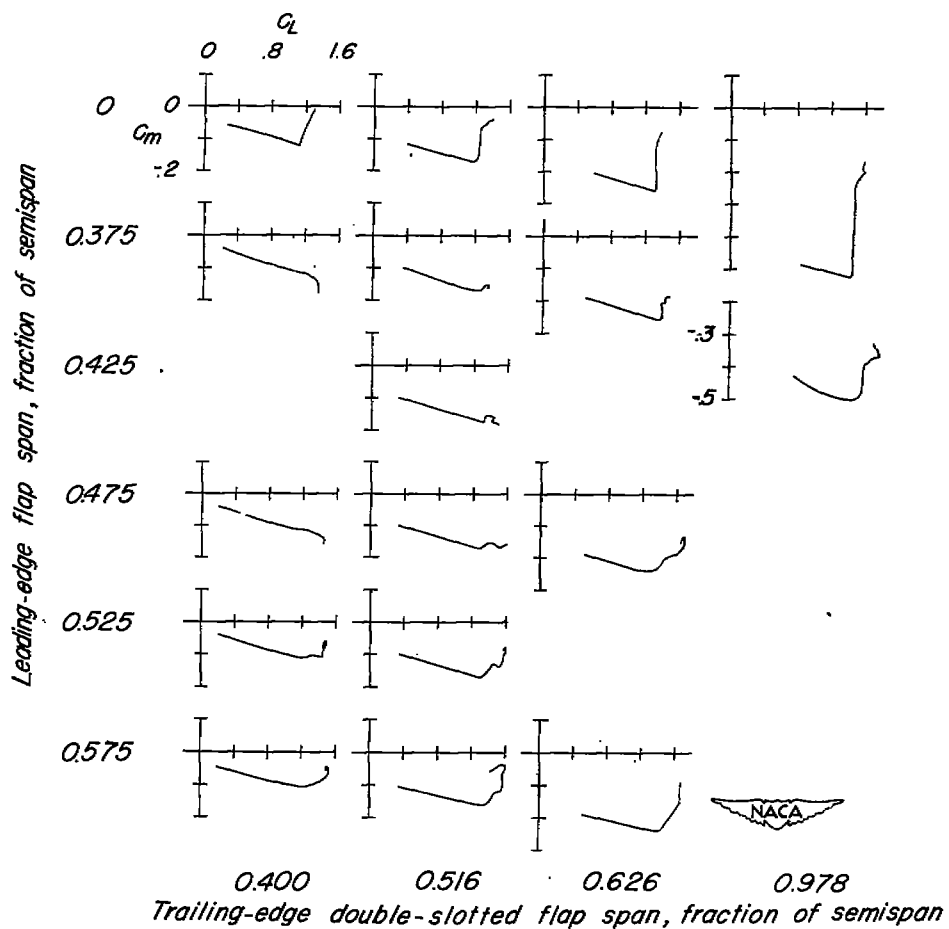 C_L
0 .8 1.6
0 0
C_m
-.2
0.375
-.3
0.425
-.5
0.475
0.525
0.575
NACA
0.400 0.516 0.626 0.978
Leading-edge flap span, fraction of semispan
Trailing-edge double-slotted flap span, fraction of semispan